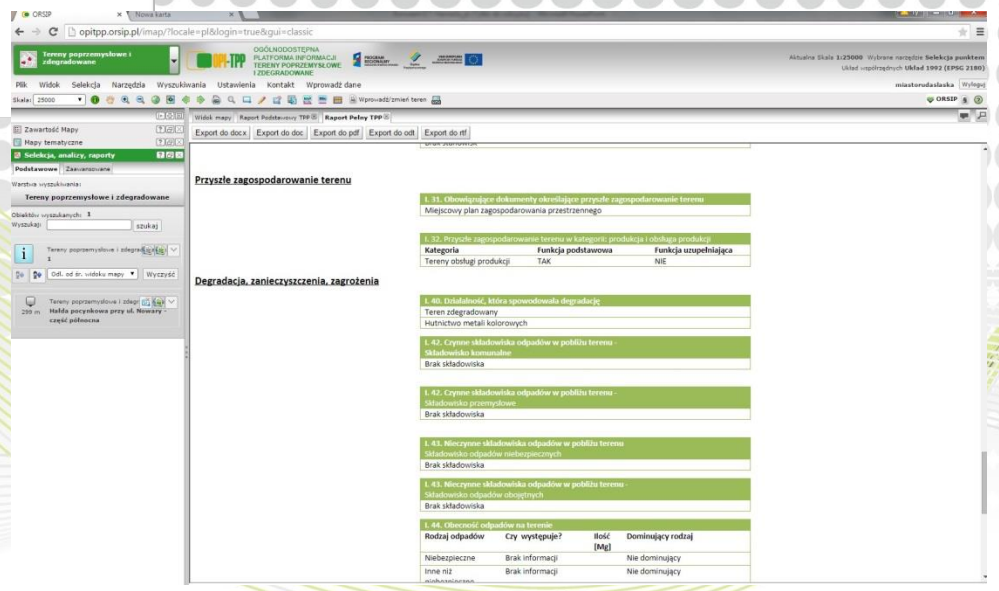 ORSIP
Nowa karta
opitpp.orsip.pl/imap/?locale=pl&login=true&gui=classic
Tereny poprzemysłowe i zdegradowane
OPI-TPP
OGÓLNODOSTĘPNA
PLATFORMA INFORMACJI
TERENY POPRZEMYSŁOWE
I ZDEGRADOWANE
PROGRAM REGIONALNY
Aktualna Skala 1:25000 Wybrane narzędzie Selekcja punktem
Układ współrzędnych Układ 1992 (EPSG 2180)
Plik Widok Selekcja Narzędzia Wyszukiwania Ustawienia Kontakt Wprowadź dane
miastorudaslaska Wyloguj
Skala: 25000
Wprowadź/zmień teren
ORSIP
Widok mapy Raport Podstawowy TPP Raport Pełny TPP
Zawartość Mapy
Mapy tematyczne
Selekcja, analizy, raporty
Podstawowe Zaawansowane
Warstwa wyszukiwania:
Tereny poprzemysłowe i zdegradowane
Obiektów wyszukanych: 1
Wyszukaj: szukaj
Tereny poprzemysłowe i zdegra
1
Odl. od śr. widoku mapy Wyczyść
Tereny poprzemysłowe i zdegr
289 m Hałda pocynkowa przy ul. Nowary -
część północna
Export do docx Export do doc Export do pdf Export do odt Export do rtf
Brak stanowisk
Przyszłe zagospodarowanie terenu
I. 31. Obowiązujące dokumenty określające przyszłe zagospodarowanie terenu
Miejscowy plan zagospodarowania przestrzennego
I. 32. Przyszłe zagospodarowanie terenu w kategorii: produkcja i obsługa produkcji
Kategoria Funkcja podstawowa Funkcja uzupełniająca
Tereny obsługi produkcji TAK NIE
Degradacja, zanieczyszczenia, zagrożenia
I. 40. Działalność, która spowodowała degradację
Teren zdegradowany
Hutnictwo metali kolorowych
I. 42. Czynne składowiska odpadów w pobliżu terenu -
Składowisko komunalne
Brak składowiska
I. 42. Czynne składowiska odpadów w pobliżu terenu -
Składowisko przemysłowe
Brak składowiska
I. 43. Nieczynne składowiska odpadów w pobliżu terenu
Składowisko odpadów niebezpiecznych
Brak składowiska
I. 43. Nieczynne składowiska odpadów w pobliżu terenu -
Składowisko odpadów obojętnych
Brak składowiska
I. 44. Obecność odpadów na terenie
Rodzaj odpadów Czy występuje? Ilość [Mg] Dominujący rodzaj
Niebezpieczne Brak informacji Nie dominujący
Inne niż niebezpieczne Brak informacji Nie dominujący